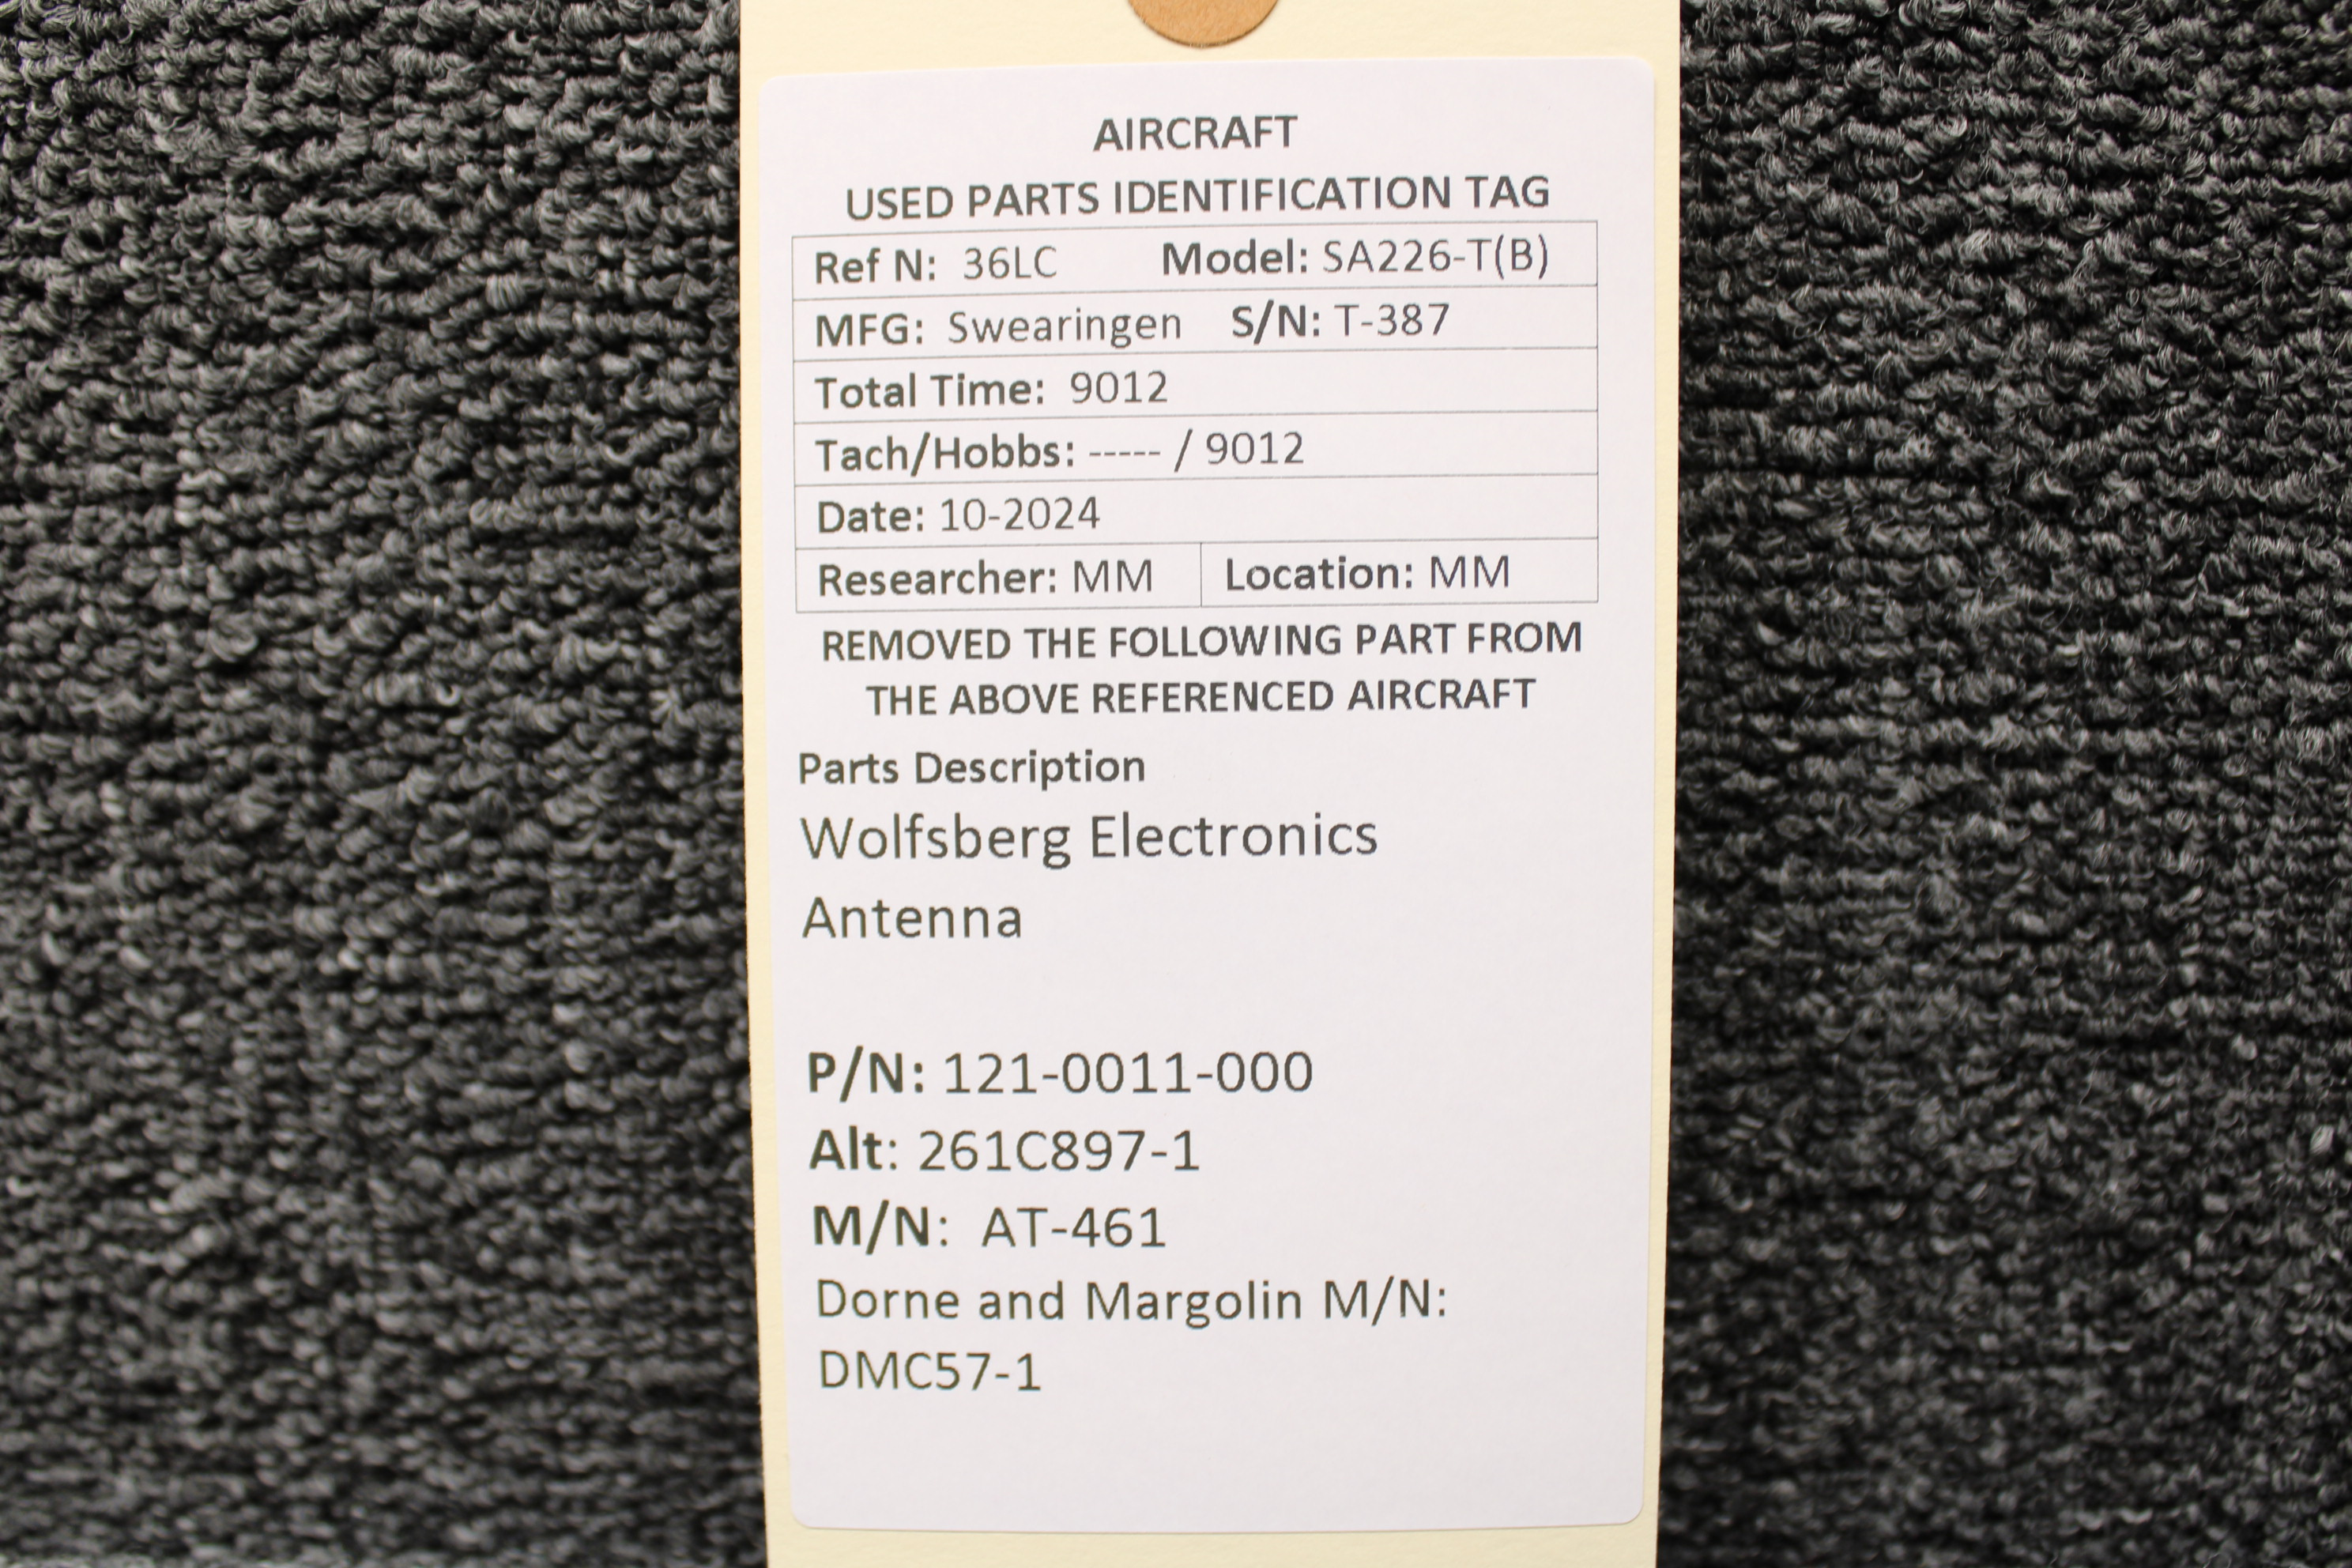 AIRCRAFT
USED PARTS IDENTIFICATION TAG
Ref N: 36LC Model: SA226-T(B)
MFG: Swearingen S/N: T-387
Total Time: 9012
Tach/Hobbs: ----- / 9012
Date: 10-2024
Researcher: MM Location: MM
REMOVED THE FOLLOWING PART FROM
THE ABOVE REFERENCED AIRCRAFT
Parts Description
Wolfsberg Electronics
Antenna
P/N: 121-0011-000
Alt: 261C897-1
M/N: AT-461
Dorne and Margolin M/N:
DMC57-1